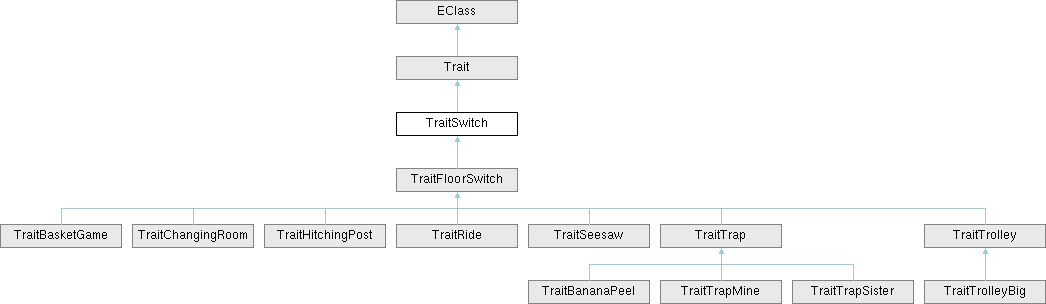 EClass
Trait
TraitSwitch
TraitFloorSwitch
TraitBasketGame TraitChangingRoom TraitHitchingPost TraitRide TraitSeesaw TraitTrap TraitTrolley
TraitBananaPeel TraitTrapMine TraitTrapSister TraitTrolleyBig